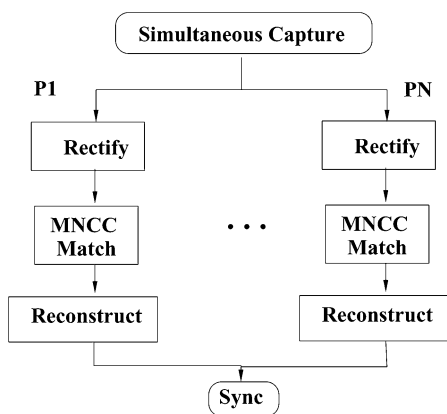 Simultaneous Capture
P1
PN
Rectify
Rectify
MNCC
Match
. . .
MNCC
Match
Reconstruct
Reconstruct
Sync